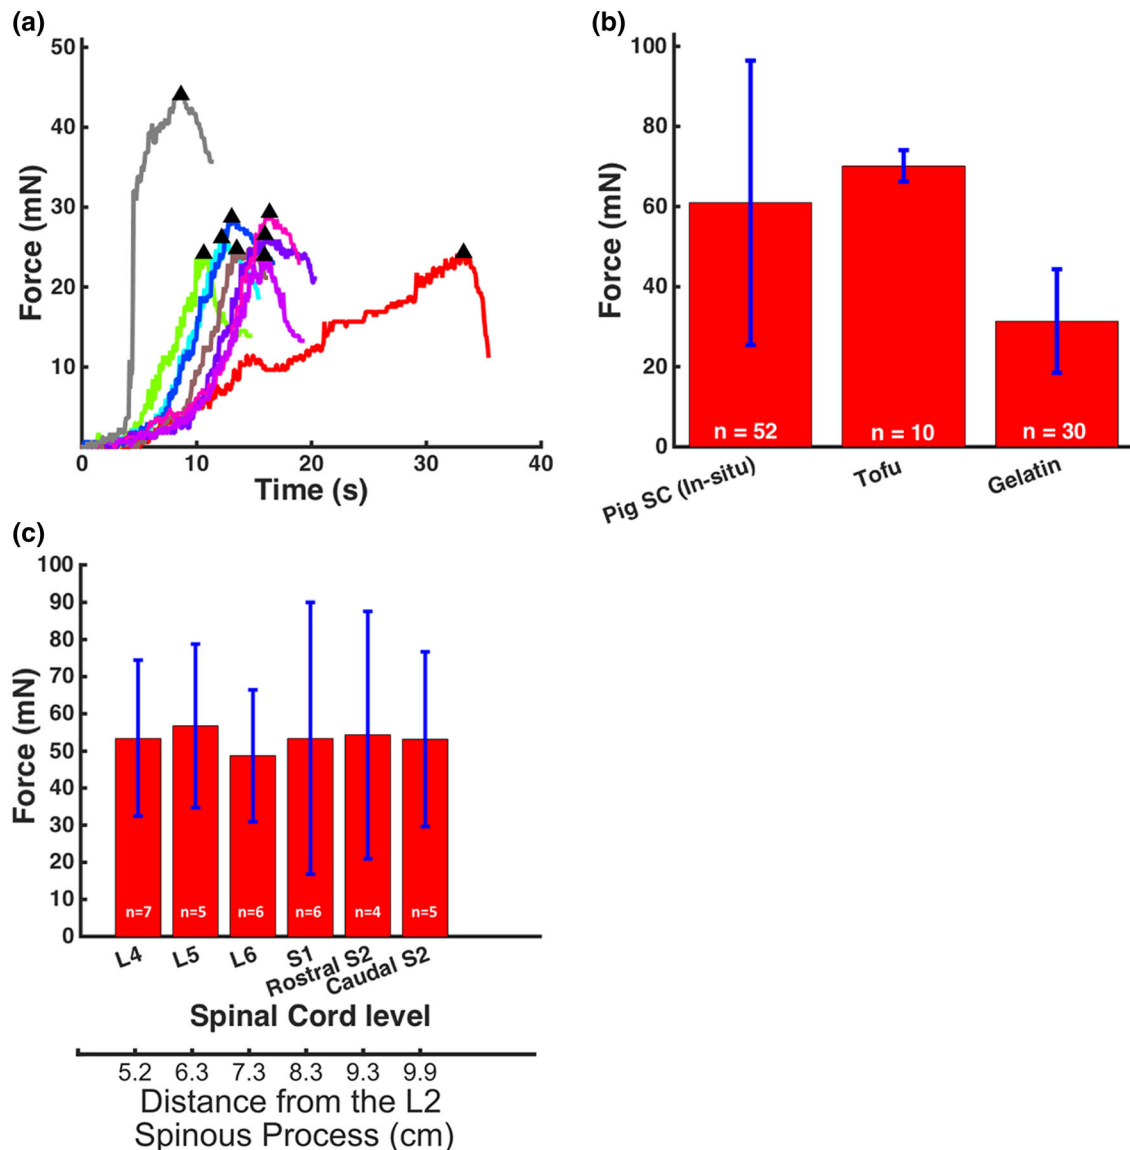 (a)
50
40
30
20
10
Force (mN)
0 10 20 30 40
Time (s)
(b)
100
80
60
40
20
0
Force (mN)
n = 52 n = 10 n = 30
Pig SC (In-situ) Tofu Gelatin
(c)
100
90
80
70
60
50
40
30
20
10
0
Force (mN)
n=7 n=5 n=6 n=6 n=4 n=5
L4 L5 L6 S1 Rostral S2 Caudal S2
Spinal Cord level
5.2 6.3 7.3 8.3 9.3 9.9
Distance from the L2
Spinous Process (cm)